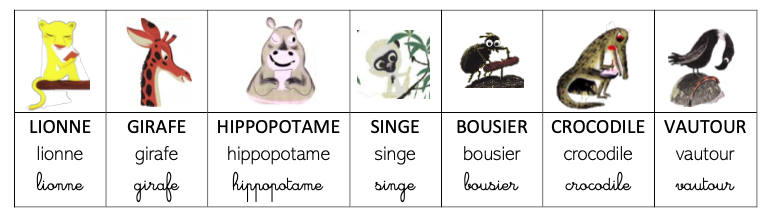 LIONNE GIRAFE HIPPOPOTAME SINGE BOUSIER CROCODILE VAUTOUR
lionne girafe hippopotame singe bousier crocodile vautour
lionne girafe hippopotame singe bousier crocodile vautour